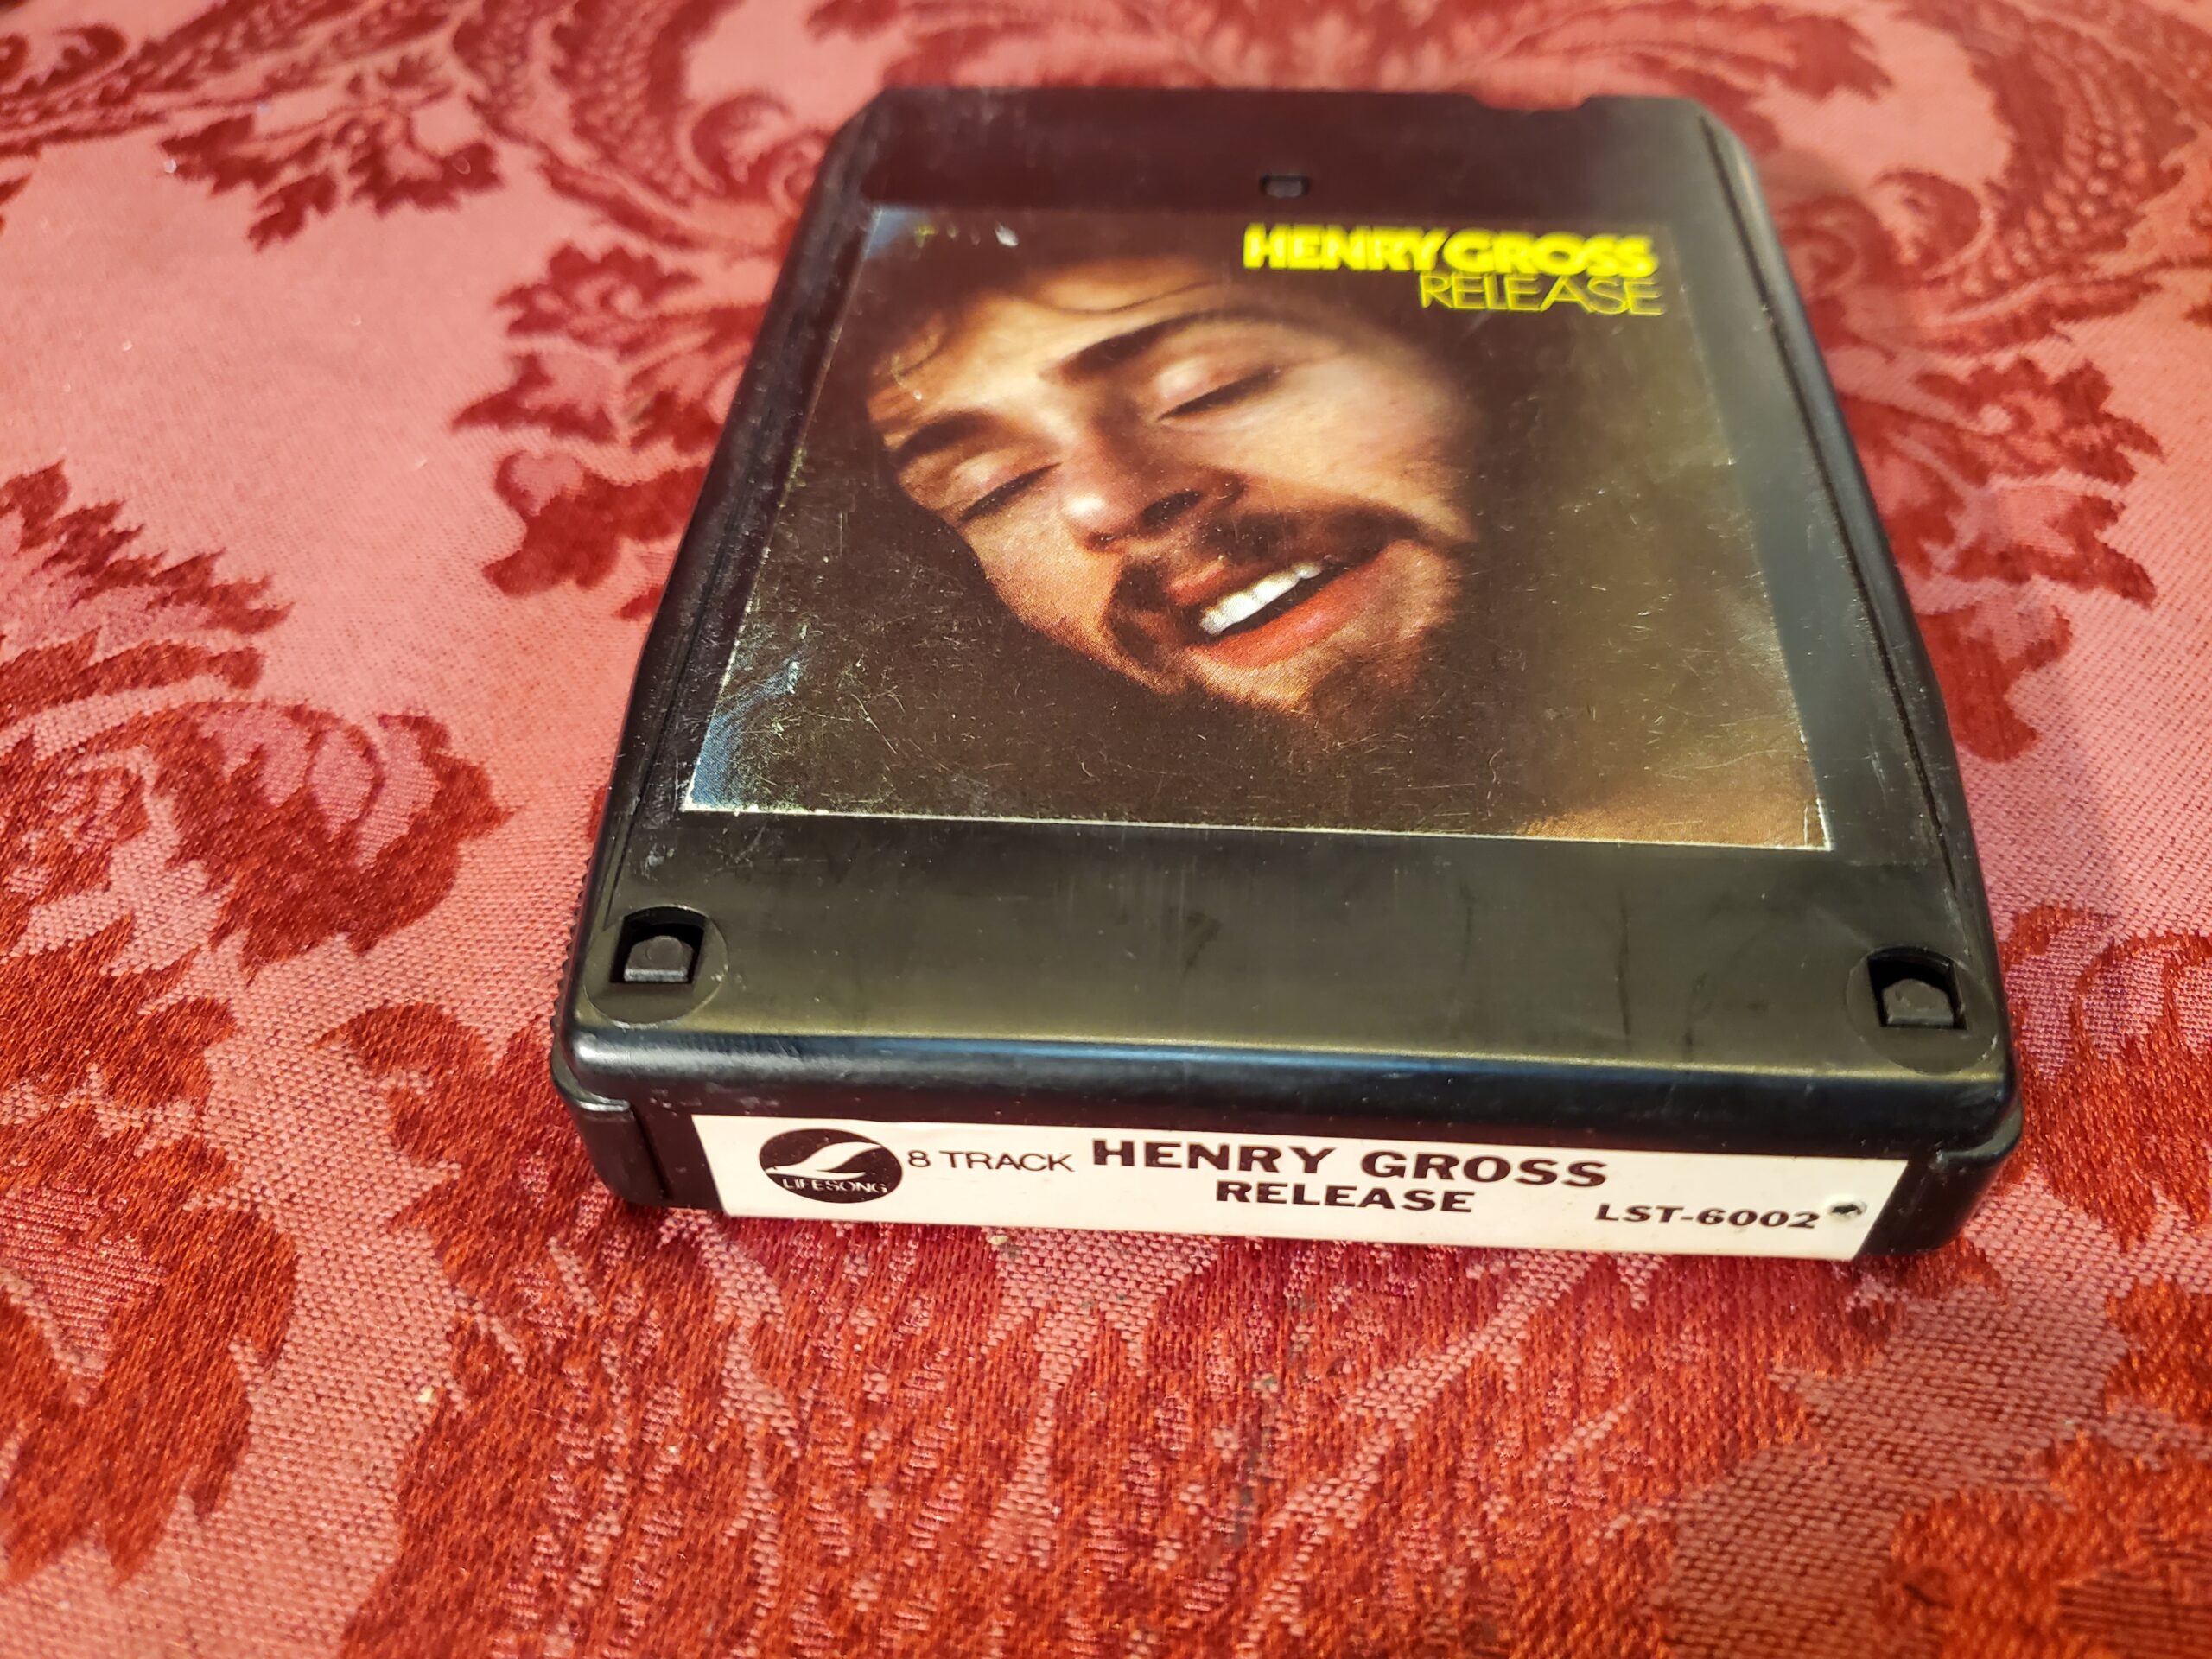 HENRY GROSS
RELEASE
LIFESONG
8 TRACK
HENRY GROSS
RELEASE
LST-6002